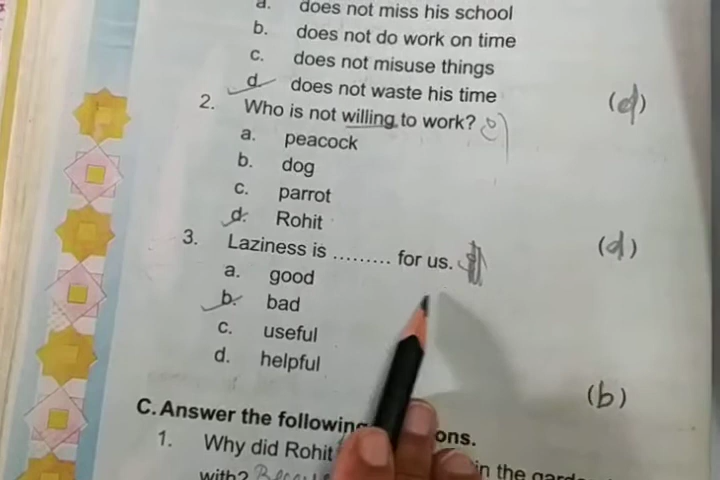 a. does not miss his school
b. does not do work on time
c. does not misuse things
d. does not waste his time
(d)
2. Who is not willing to work?
a. peacock
b. dog
c. parrot
d. Rohit
(d)
3. Laziness is ......... for us.
a. good
b. bad
c. useful
d. helpful
(b)
C. Answer the following ons.
1. Why did Rohit in the gard
with?